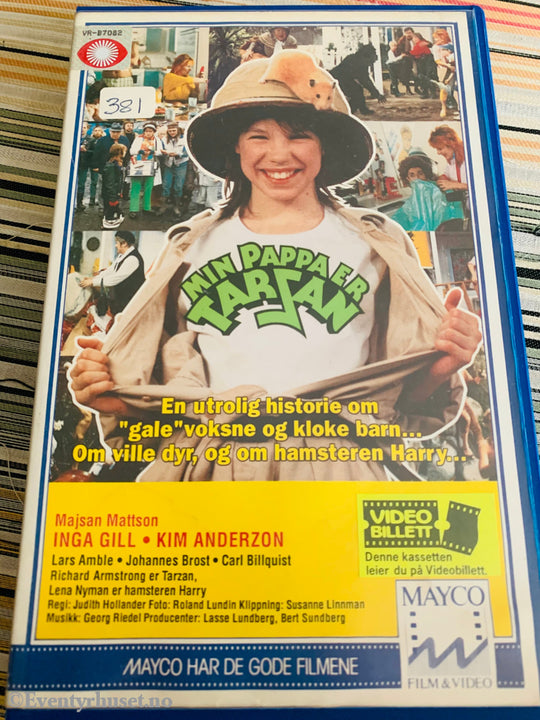 VR-B7082
381
MIN PAPPA ER
TARZAN
En utrolig historie om
"gale" voksne og kloke barn...
Om ville dyr, og om hamsteren Harry...
Majsan Mattson
INGA GILL • KIM ANDERZON
Lars Amble • Johannes Brost • Carl Billquist
Richard Armstrong er Tarzan,
Lena Nyman er hamsteren Harry
Regi: Judith Hollander Foto: Roland Lundin Klippning: Susanne Linnman
Musikk: Georg Riedel Producenter: Lasse Lundberg, Bert Sundberg
VIDEO
BILLETT
Denne kassetten
leier du på Videobillett.
MAYCO
FILM & VIDEO
MAYCO HAR DE GODE FILMENE
©Eventyrhuset.no